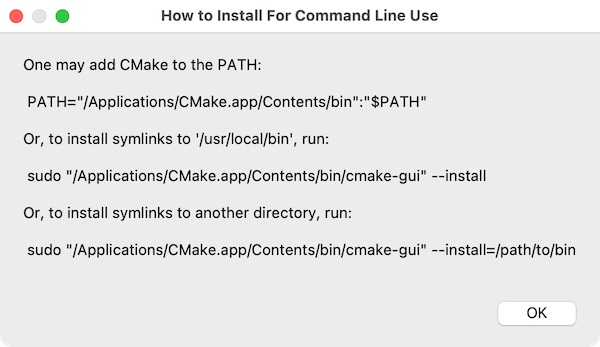 How to Install For Command Line Use
One may add CMake to the PATH:
PATH="/Applications/CMake.app/Contents/bin":"$PATH"
Or, to install symlinks to '/usr/local/bin', run:
sudo "/Applications/CMake.app/Contents/bin/cmake-gui" --install
Or, to install symlinks to another directory, run:
sudo "/Applications/CMake.app/Contents/bin/cmake-gui" --install=/path/to/bin
OK